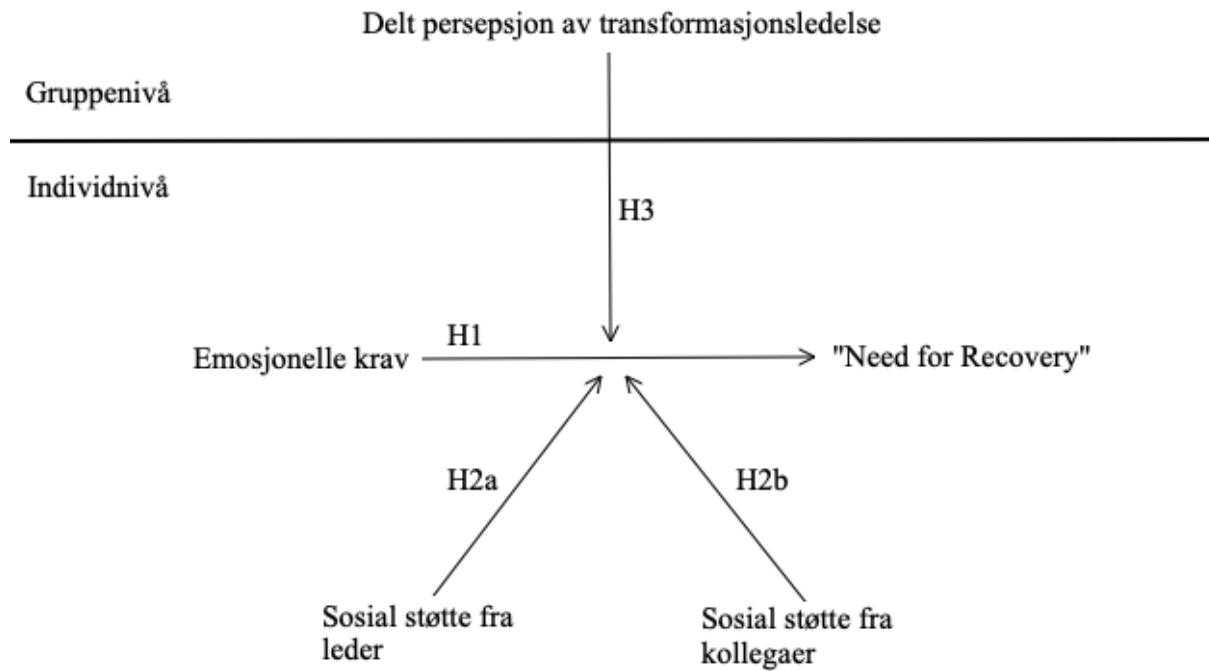 Delt persepsjon av transformasjonsledelse
Gruppenivå
Individnivå
H3
H1
Emosjonelle krav
"Need for Recovery"
H2a
H2b
Sosial støtte fra
leder
Sosial støtte fra
kollegaer